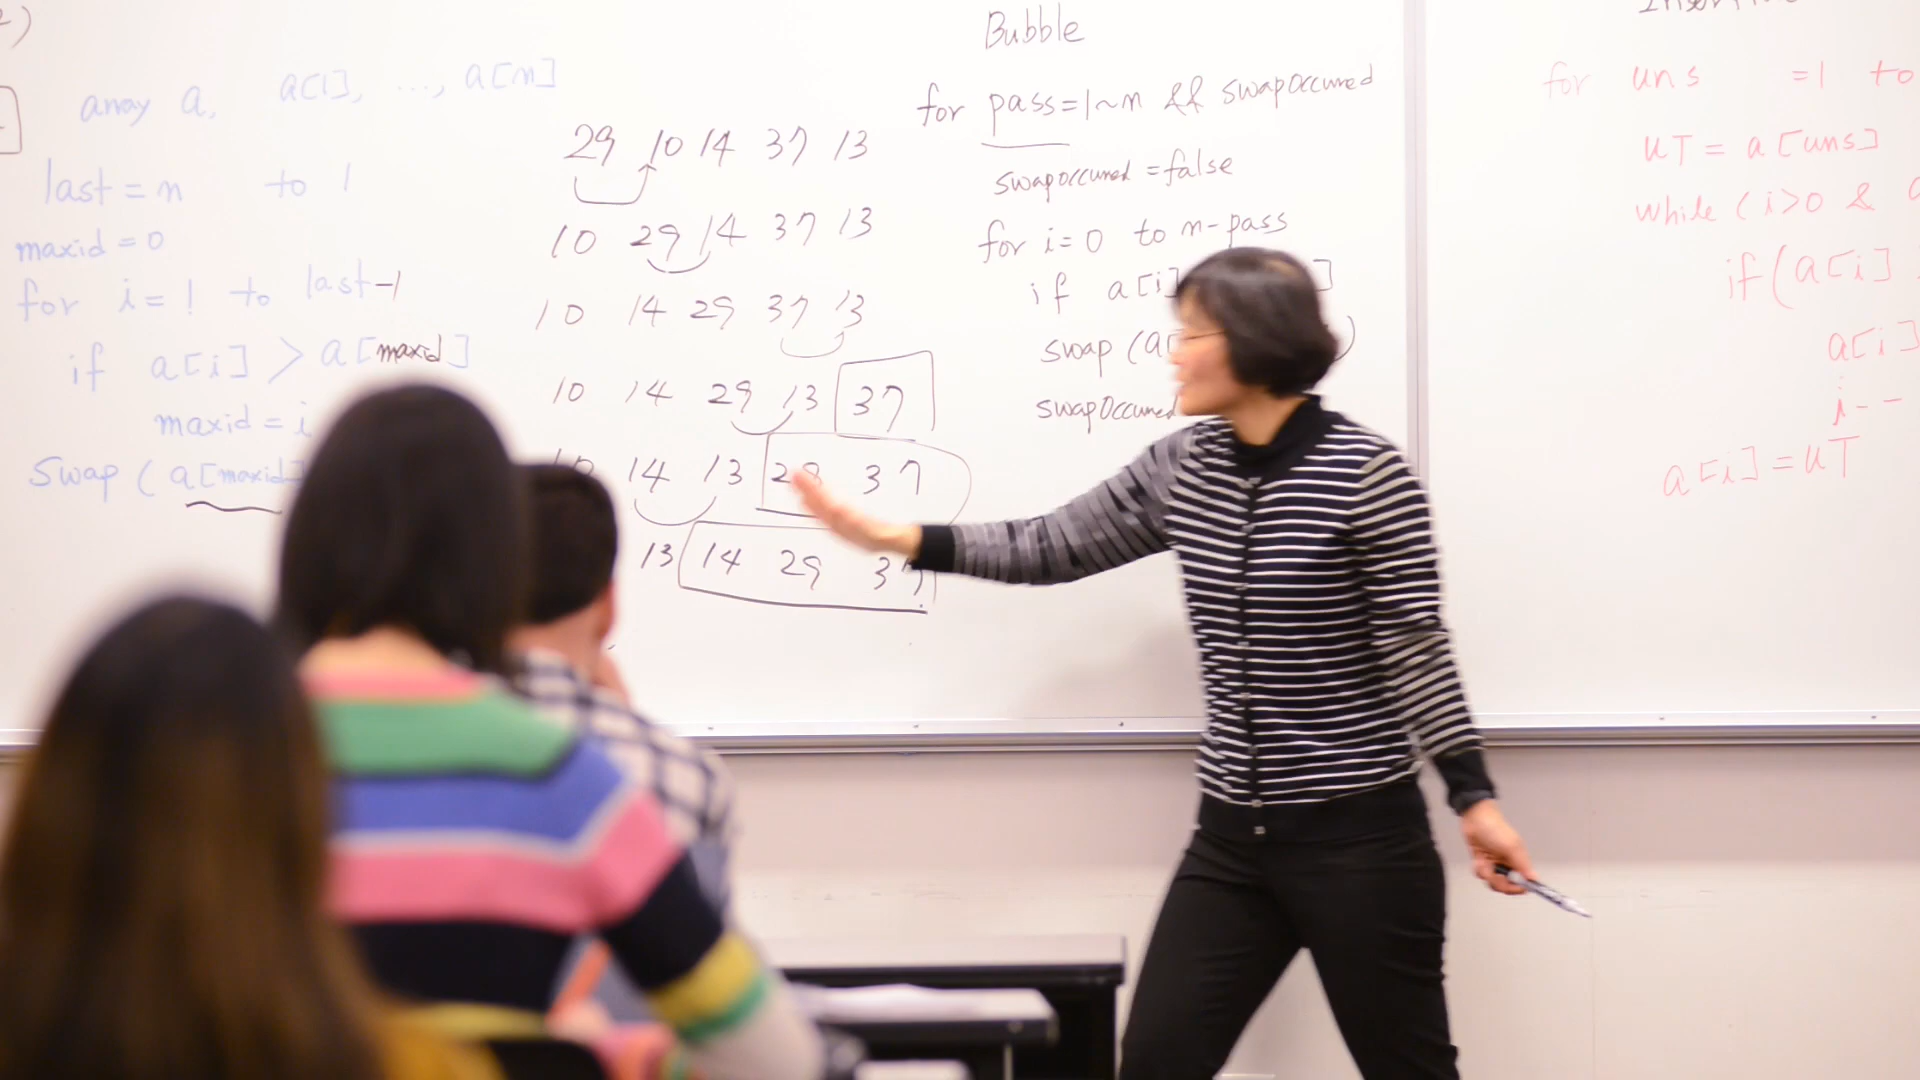 array a, a[1], ..., a[n]
last = n to 1
maxid = 0
for i = 1 to last-1
if a[i] > a[maxid]
maxid = i
swap (a[maxid]
29 10 14 37 13
10 29 14 37 13
10 14 29 37 13
10 14 29 13 37
10 14 13 29 37
13 14 29 37
Bubble
for pass=1~n && swapOccured
swapOccured = false
for i=0 to n-pass
if a[i] ]
swap (a[ )
swapOccured
for uns =1 to
uT = a[uns]
while (i>0 &
if (a[i]
a[i]
i--
a[i] = uT